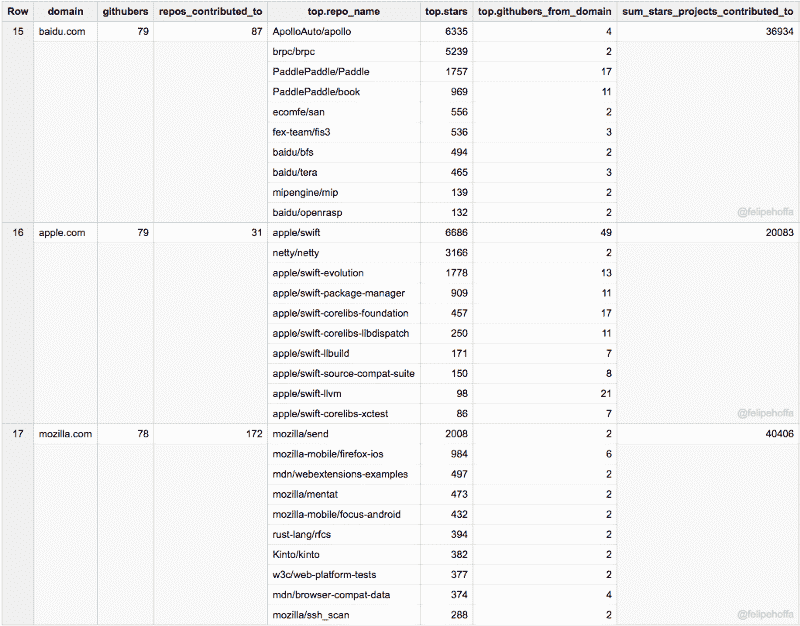 Row domain githubers repos_contributed_to top.repo_name top.stars top.githubers_from_domain sum_stars_projects_contributed_to
15 baidu.com 79 87 ApolloAuto/apollo 6335 4 36934
brpc/brpc 5239 2
PaddlePaddle/Paddle 1757 17
PaddlePaddle/book 969 11
ecomfe/san 556 2
fex-team/fis3 536 3
baidu/bfs 494 2
baidu/tera 465 3
mipengine/mip 139 2
baidu/openrasp 132 2 @felipehoffa
16 apple.com 79 31 apple/swift 6686 49 20083
netty/netty 3166 2
apple/swift-evolution 1778 13
apple/swift-package-manager 909 11
apple/swift-corelibs-foundation 457 17
apple/swift-corelibs-libdispatch 250 11
apple/swift-llbuild 171 7
apple/swift-source-compat-suite 150 8
apple/swift-llvm 98 21
apple/swift-corelibs-xctest 86 7 @felipehoffa
17 mozilla.com 78 172 mozilla/send 2008 2 40406
mozilla-mobile/firefox-ios 984 6
mdn/webextensions-examples 497 2
mozilla/mentat 473 2
mozilla-mobile/focus-android 432 2
rust-lang/rfcs 394 2
Kinto/kinto 382 2
w3c/web-platform-tests 377 2
mdn/browser-compat-data 374 4
mozilla/ssh_scan 268 2 @felipehoffa